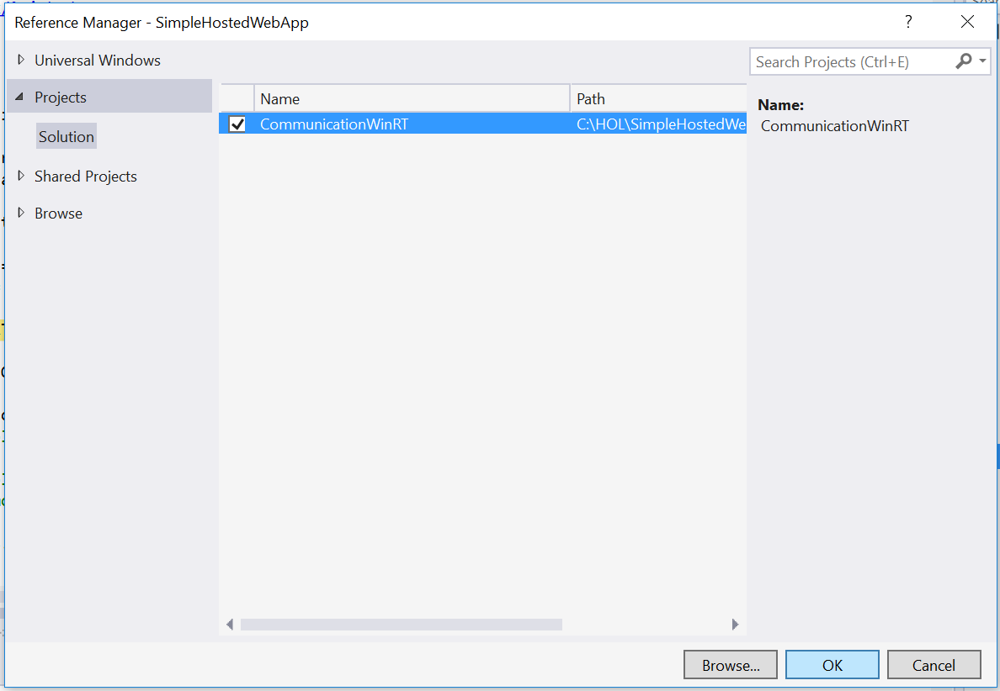 Reference Manager - SimpleHostedWebApp
?
Universal Windows
Search Projects (Ctrl+E)
Projects
Name
Path
Name:
CommunicationWinRT
C:\HOL\SimpleHostedWe
CommunicationWinRT
Solution
Shared Projects
Browse
Browse...
OK
Cancel